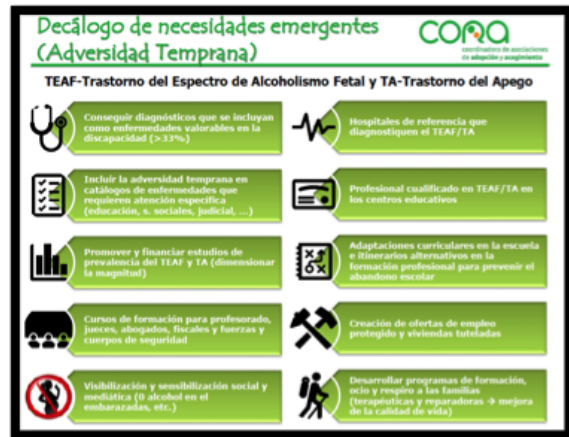 Decálogo de necesidades emergentes
(Adversidad Temprana)
CORA
coordinadora de asociaciones
de adopción y acogimiento
TEAF-Trastorno del Espectro de Alcoholismo Fetal y TA-Trastorno del Apego
Conseguir diagnósticos que se incluyan
como enfermedades valorables en la
discapacidad (>33%)
Hospitales de referencia que
diagnostiquen el TEAF/TA
Incluir la adversidad temprana en
catálogos de enfermedades que
requieren atención específica
(educación, s. sociales, judicial, ...)
Profesional cualificado en TEAF/TA en
los centros educativos
Promover y financiar estudios de
prevalencia del TEAF y TA (dimensionar
la magnitud)
Adaptaciones curriculares en la escuela
e itinerarios alternativos en la
formación profesional para prevenir el
abandono escolar
Cursos de formación para profesorado,
jueces, abogados, fiscales y fuerzas y
cuerpos de seguridad
Creación de ofertas de empleo
protegido y viviendas tuteladas
Visibilización y sensibilización social y
mediática (0 alcohol en el
embarazadas, etc.)
Desarrollar programas de formación,
ocio y respiro a las familias
(terapéuticas y reparadoras → mejora
de la calidad de vida)